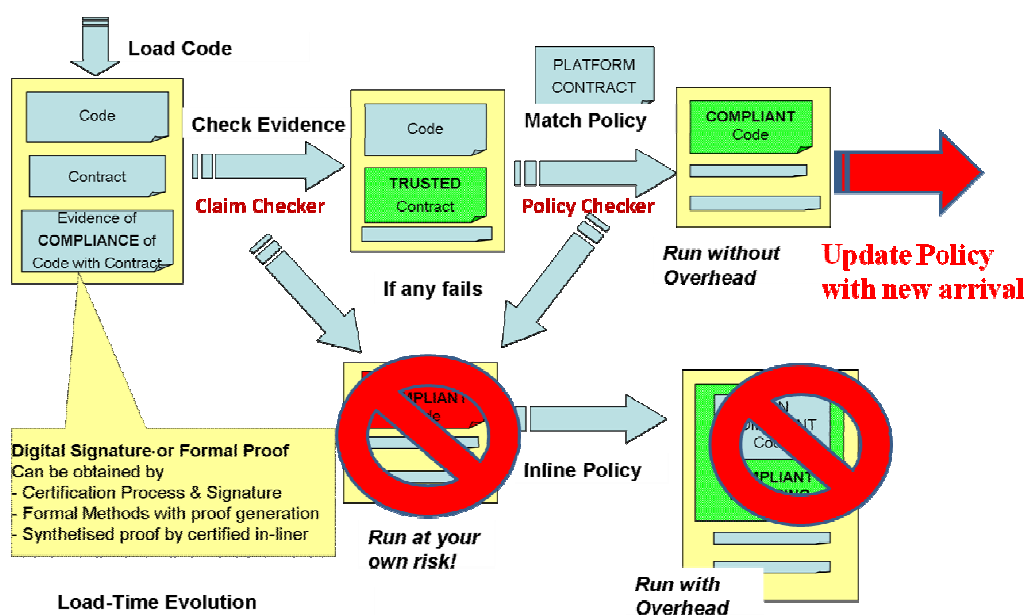 Load Code
Code
Contract
Evidence of
COMPLIANCE of
Code with Contract
Check Evidence
Claim Checker
Code
TRUSTED
Contract
PLATFORM
CONTRACT
Match Policy
Policy Checker
COMPLIANT
Code
Run without
Overhead
Update Policy
with new arrival
If any fails
Digital Signature or Formal Proof
Can be obtained by
- Certification Process & Signature
- Formal Methods with proof generation
- Synthetised proof by certified in-liner
Run at your
own risk!
Inline Policy
Run with
Overhead
Load-Time Evolution